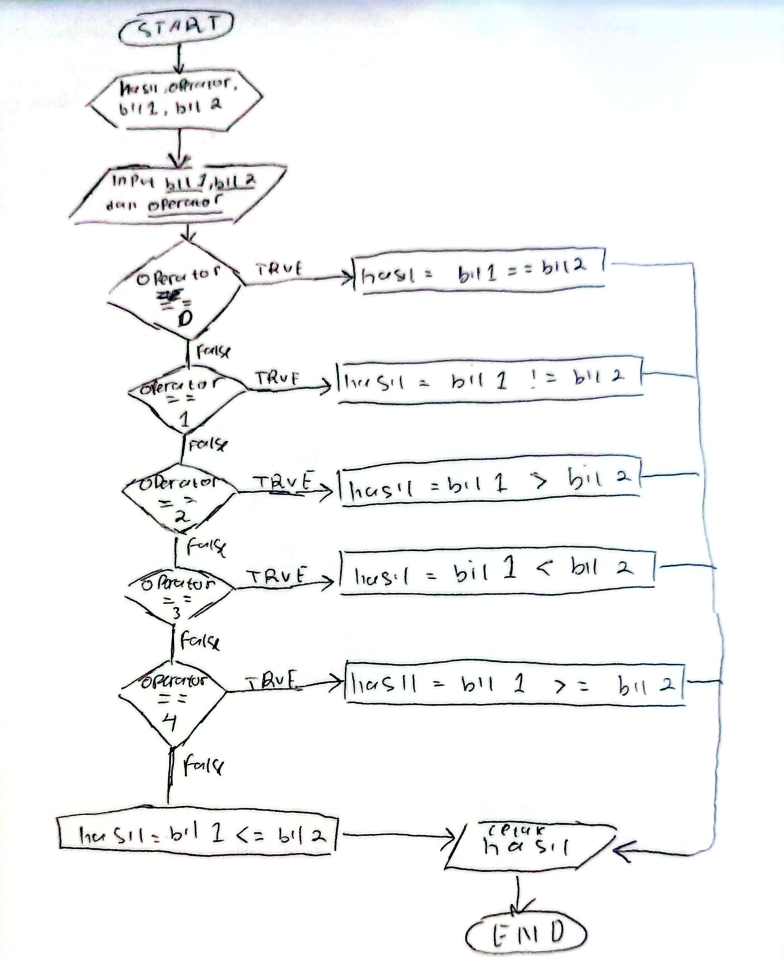 START
hasil, operator,
bil 1, bil 2
Input bil 1, bil 2
dan operator
operator
==
0
TRUE
hasil = bil 1 == bil 2
False
operator
==
1
TRUE
hasil = bil 1 != bil 2
False
operator
==
2
TRUE
hasil = bil 1 > bil 2
False
operator
==
3
TRUE
hasil = bil 1 < bil 2
False
operator
==
4
TRUE
hasil = bil 1 >= bil 2
False
hasil = bil 1 <= bil 2
cetak
hasil
END